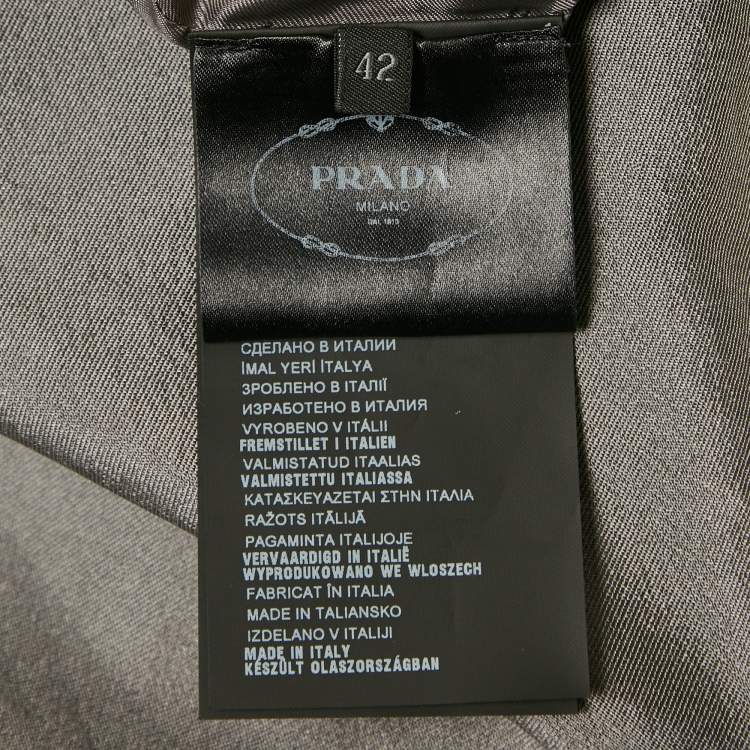 42
PRADA
MILANO
DAL 1913
СДЕЛАНО В ИТАЛИИ
İMAL YERİ İTALYA
ЗРОБЛЕНО В ІТАЛІЇ
ИЗРАБОТЕНО В ИТАЛИЯ
VYROBENO V ITÁLII
FREMSTILLET I ITALIEN
VALMISTATUD ITAALIAS
VALMISTETTU ITALIASSA
ΚΑΤΑΣΚΕΥΑΖΕΤΑΙ ΣΤΗΝ ΙΤΑΛΙΑ
RAŽOTS ITĀLIJĀ
PAGAMINTA ITALIJOJE
VERVAARDIGD IN ITALIË
WYPRODUKOWANO WE WLOSZECH
FABRICAT ÎN ITALIA
MADE IN TALIANSKO
IZDELANO V ITALIJI
MADE IN ITALY
KÉSZÜLT OLASZORSZÁGBAN